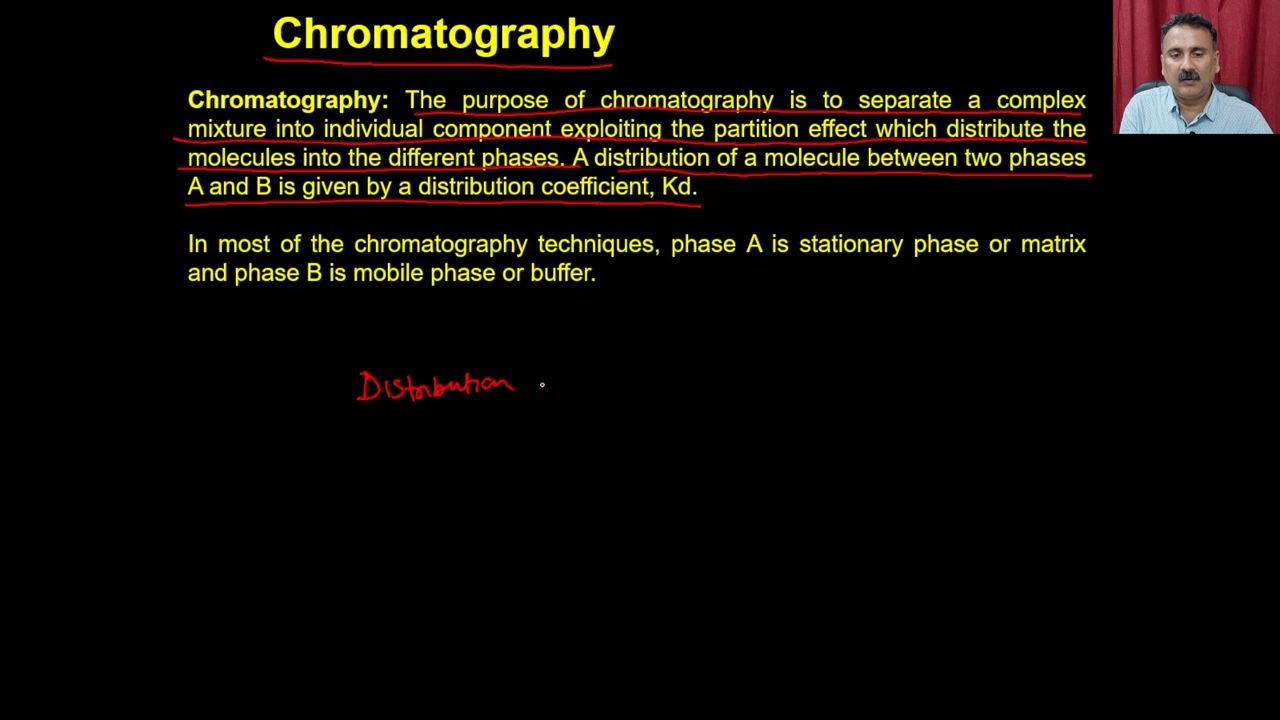 Chromatography
Chromatography: The purpose of chromatography is to separate a complex
mixture into individual component exploiting the partition effect which distribute the
molecules into the different phases. A distribution of a molecule between two phases
A and B is given by a distribution coefficient, Kd.
In most of the chromatography techniques, phase A is stationary phase or matrix
and phase B is mobile phase or buffer.
Distribution